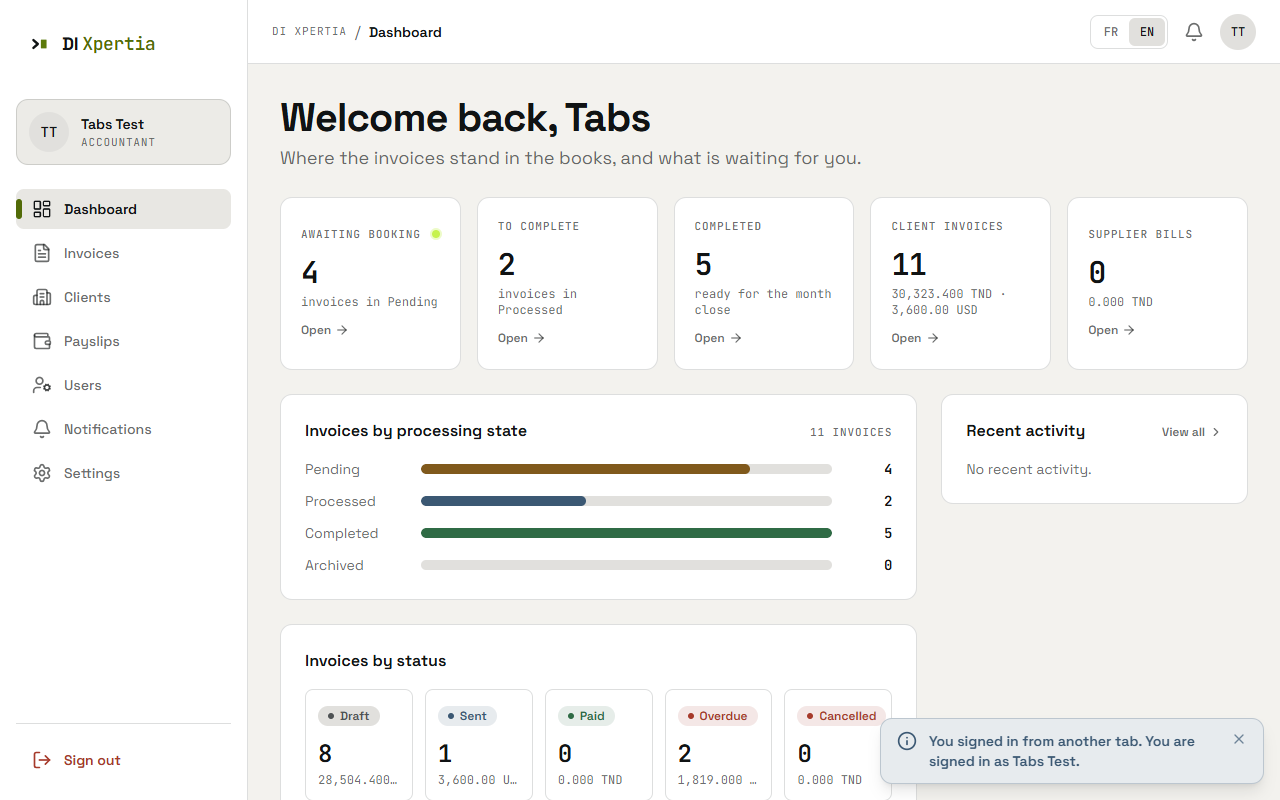 DI Xpertia
DI XPERTIA / Dashboard
FR EN
TT
TT
Tabs Test
ACCOUNTANT
Dashboard
Invoices
Clients
Payslips
Users
Notifications
Settings
Sign out
Welcome back, Tabs
Where the invoices stand in the books, and what is waiting for you.
AWAITING BOOKING
4
invoices in Pending
Open →
TO COMPLETE
2
invoices in
Processed
Open →
COMPLETED
5
ready for the month
close
Open →
CLIENT INVOICES
11
30,323.400 TND ·
3,600.00 USD
Open →
SUPPLIER BILLS
0
0.000 TND
Open →
Invoices by processing state
11 INVOICES
Pending 4
Processed 2
Completed 5
Archived 0
Recent activity
View all
No recent activity.
Invoices by status
Draft
8
28,504.400…
Sent
1
3,600.00 U…
Paid
0
0.000 TND
Overdue
2
1,819.000 …
Cancelled
0
0.000 TND
You signed in from another tab. You are
signed in as Tabs Test.